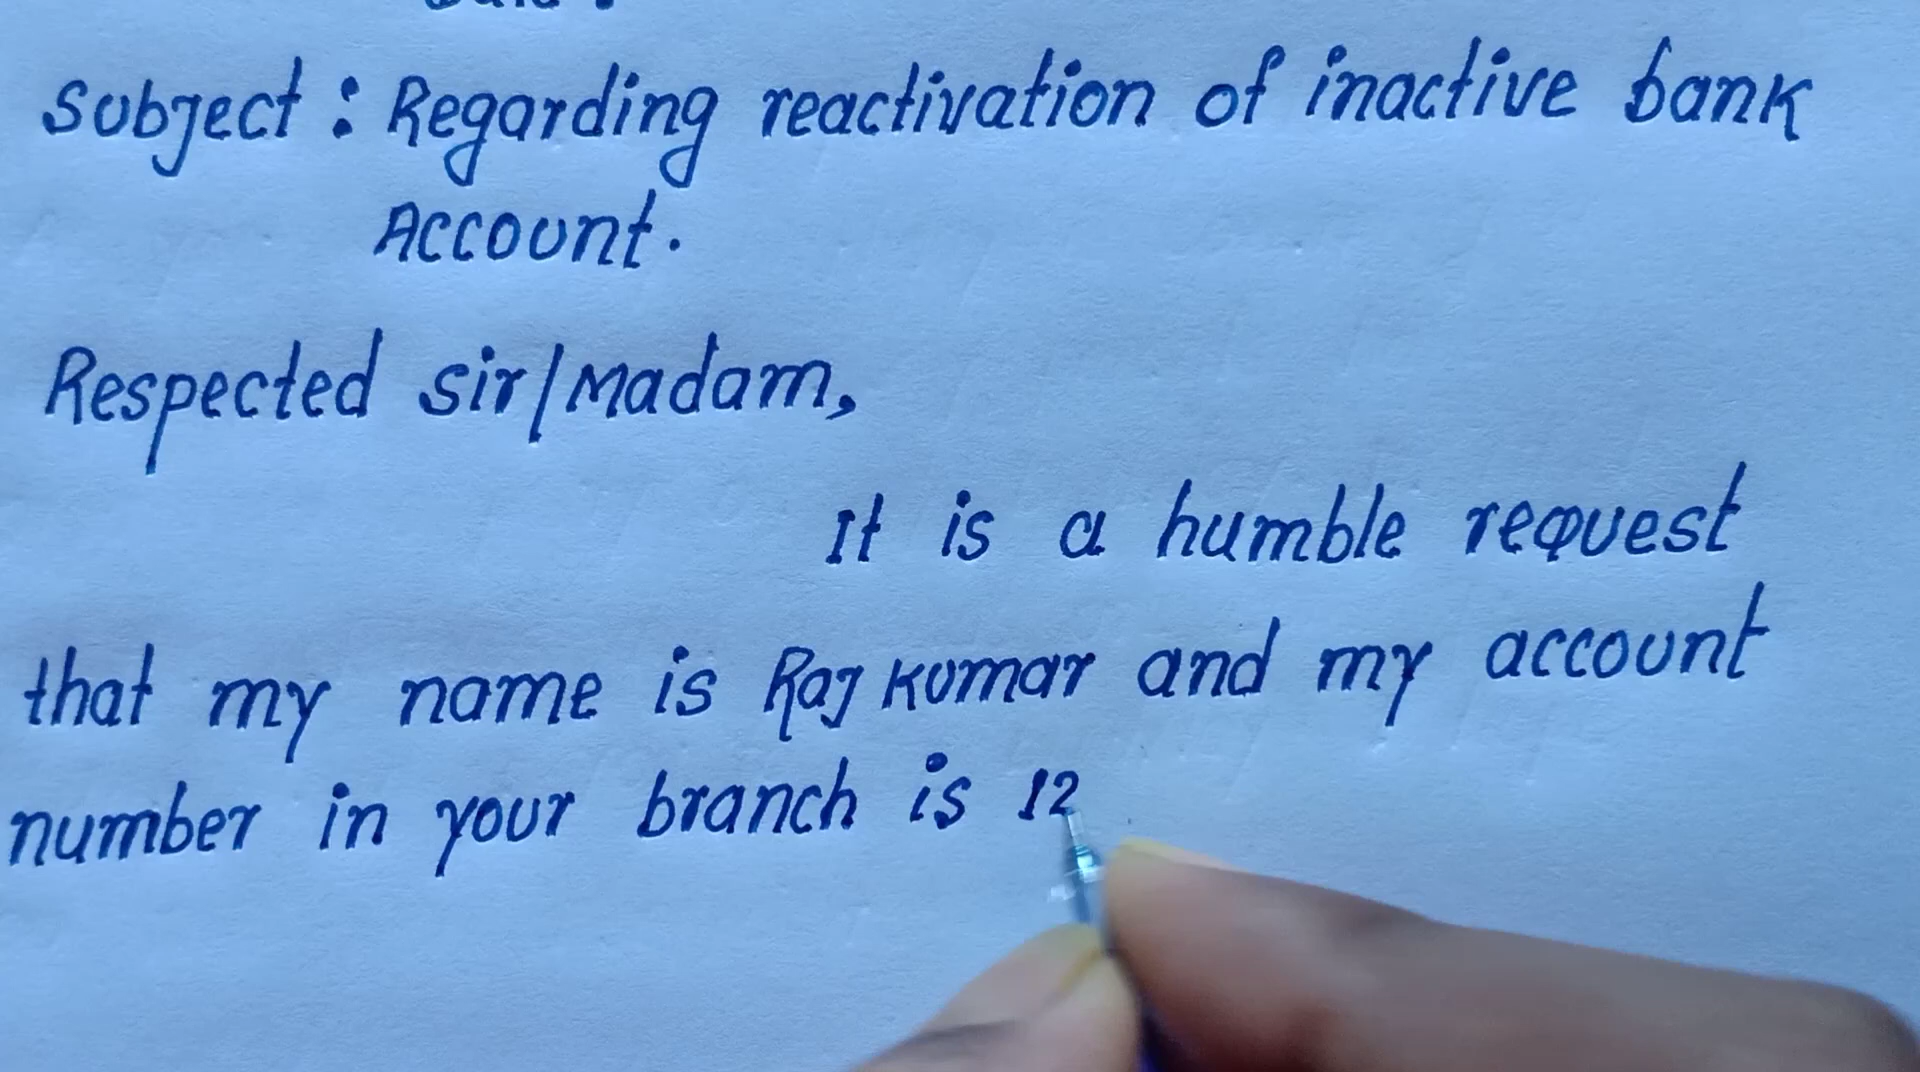 Subject : Regarding reactivation of inactive bank
Account.
Respected sir/Madam,
It is a humble request
that my name is Raj Kumar and my account
number in your branch is 12